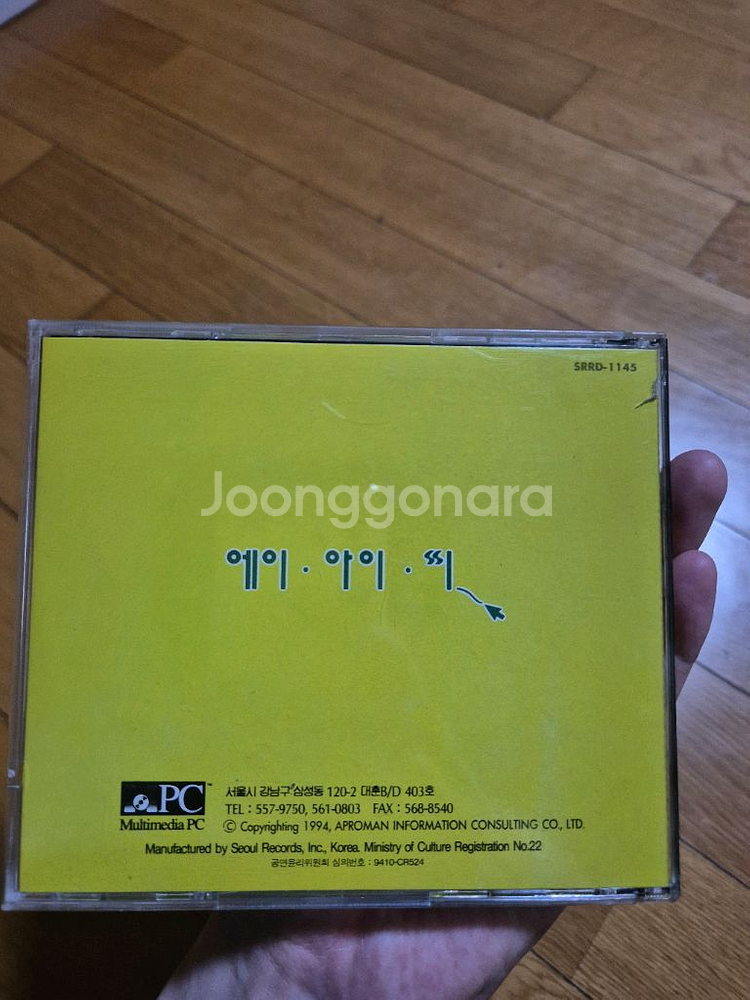 SRRD-1145
Joonggonara
에이·아이·씨
PC
Multimedia PC
서울시 강남구 삼성동 120-2 대훈B/D 403호
TEL : 557-9750, 561-0803 FAX : 568-8540
Ⓒ Copyrighting 1994, APROMAN INFORMATION CONSULTING CO., LTD.
Manufactured by Seoul Records, Inc., Korea. Ministry of Culture Registration No.22
공연윤리위원회 심의번호 : 9410-CR524